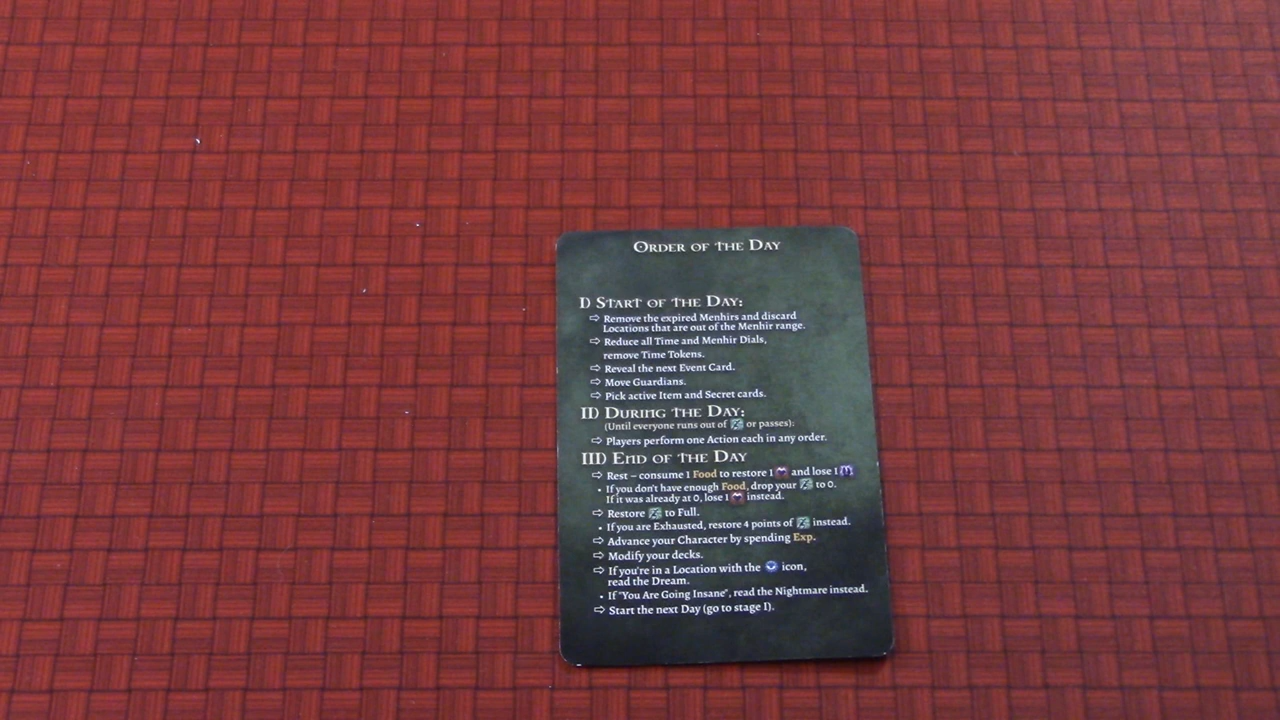 Order of the Day
I) Start of the Day:
⇨ Remove the expired Menhirs and discard
Locations that are out of the Menhir range.
⇨ Reduce all Time and Menhir Dials,
remove Time Tokens.
⇨ Reveal the next Event Card.
⇨ Move Guardians.
⇨ Pick active Item and Secret cards.
II) During the Day:
(Until everyone runs out of or passes):
⇨ Players perform one Action each in any order.
III) End of the Day
⇨ Rest – consume 1 Food to restore 1 and lose 1
• If you don't have enough Food, drop your to 0.
If it was already at 0, lose 1 instead.
⇨ Restore to Full.
• If you are Exhausted, restore 4 points of instead.
⇨ Advance your Character by spending Exp.
⇨ Modify your decks.
⇨ If you're in a Location with the icon,
read the Dream.
• If "You Are Going Insane", read the Nightmare instead.
⇨ Start the next Day (go to stage I).